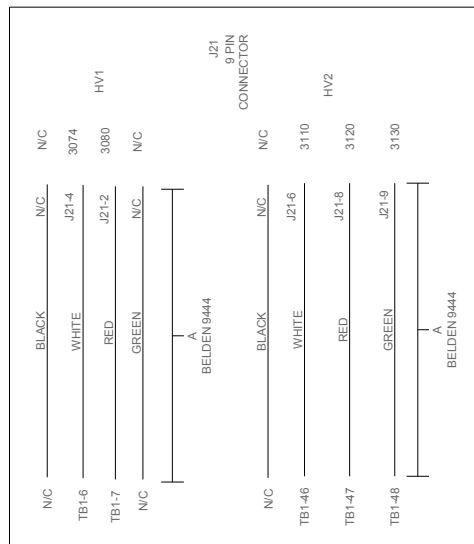 J21
9 PIN
CONNECTOR
HV1
N/C BLACK N/C N/C
TB1-6 WHITE J21-4 3074
TB1-7 RED J21-2 3080
N/C GREEN N/C N/C
A
BELDEN 9444
HV2
N/C BLACK N/C N/C
TB1-46 WHITE J21-6 3110
TB1-47 RED J21-8 3120
TB1-48 GREEN J21-9 3130
A
BELDEN 9444